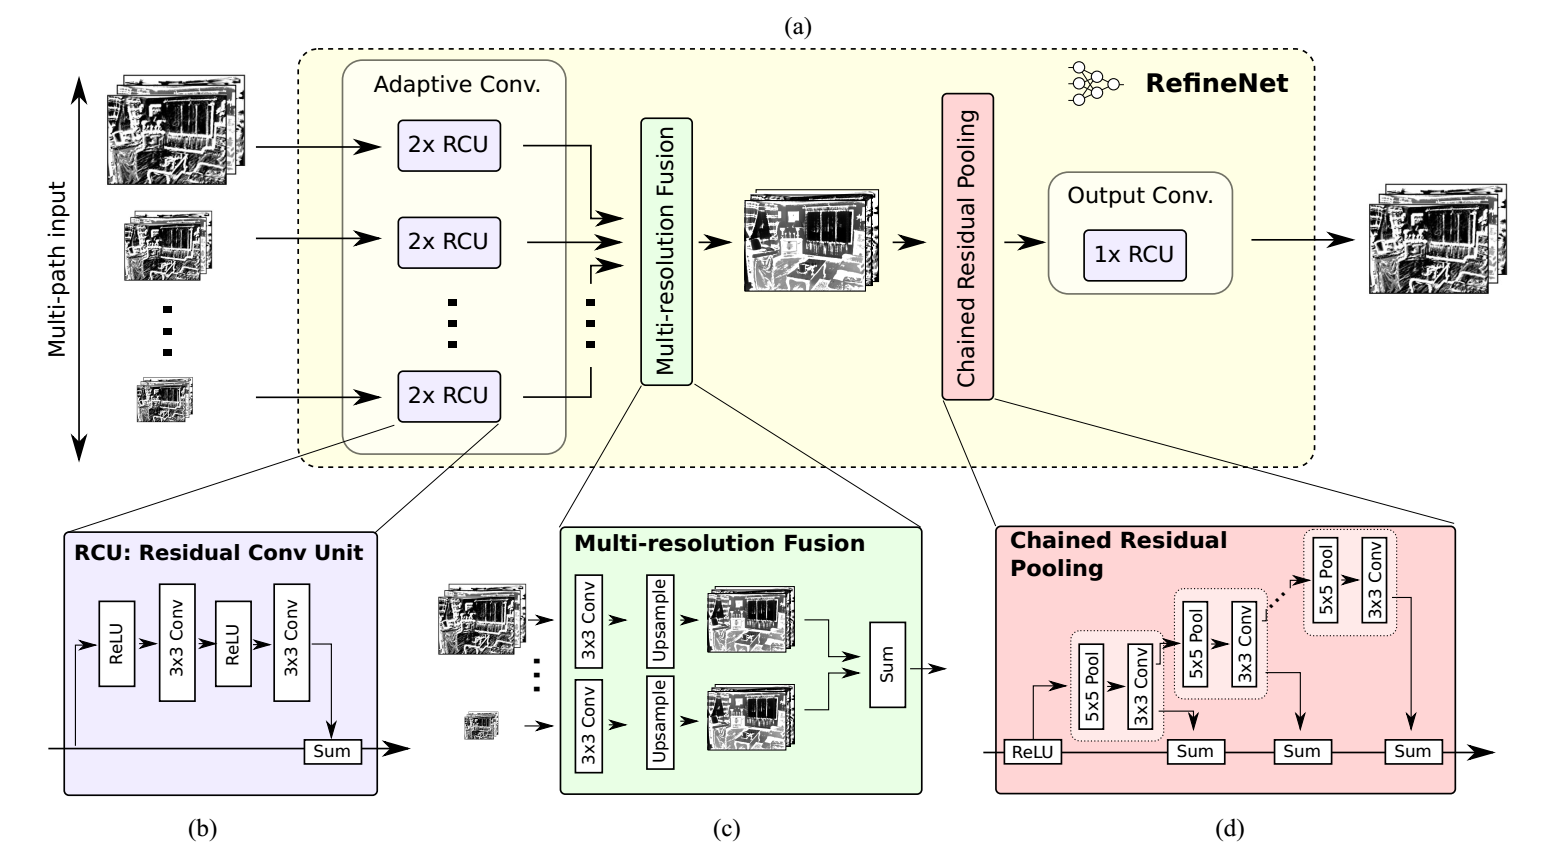 (a)
Multi-path input
Adaptive Conv.
2x RCU
2x RCU
2x RCU
Multi-resolution Fusion
Chained Residual Pooling
RefineNet
Output Conv.
1x RCU
RCU: Residual Conv Unit
ReLU
3x3 Conv
ReLU
3x3 Conv
Sum
(b)
Multi-resolution Fusion
3x3 Conv
Upsample
3x3 Conv
Upsample
Sum
(c)
Chained Residual
Pooling
ReLU
5x5 Pool
3x3 Conv
5x5 Pool
3x3 Conv
5x5 Pool
3x3 Conv
Sum
Sum
Sum
(d)